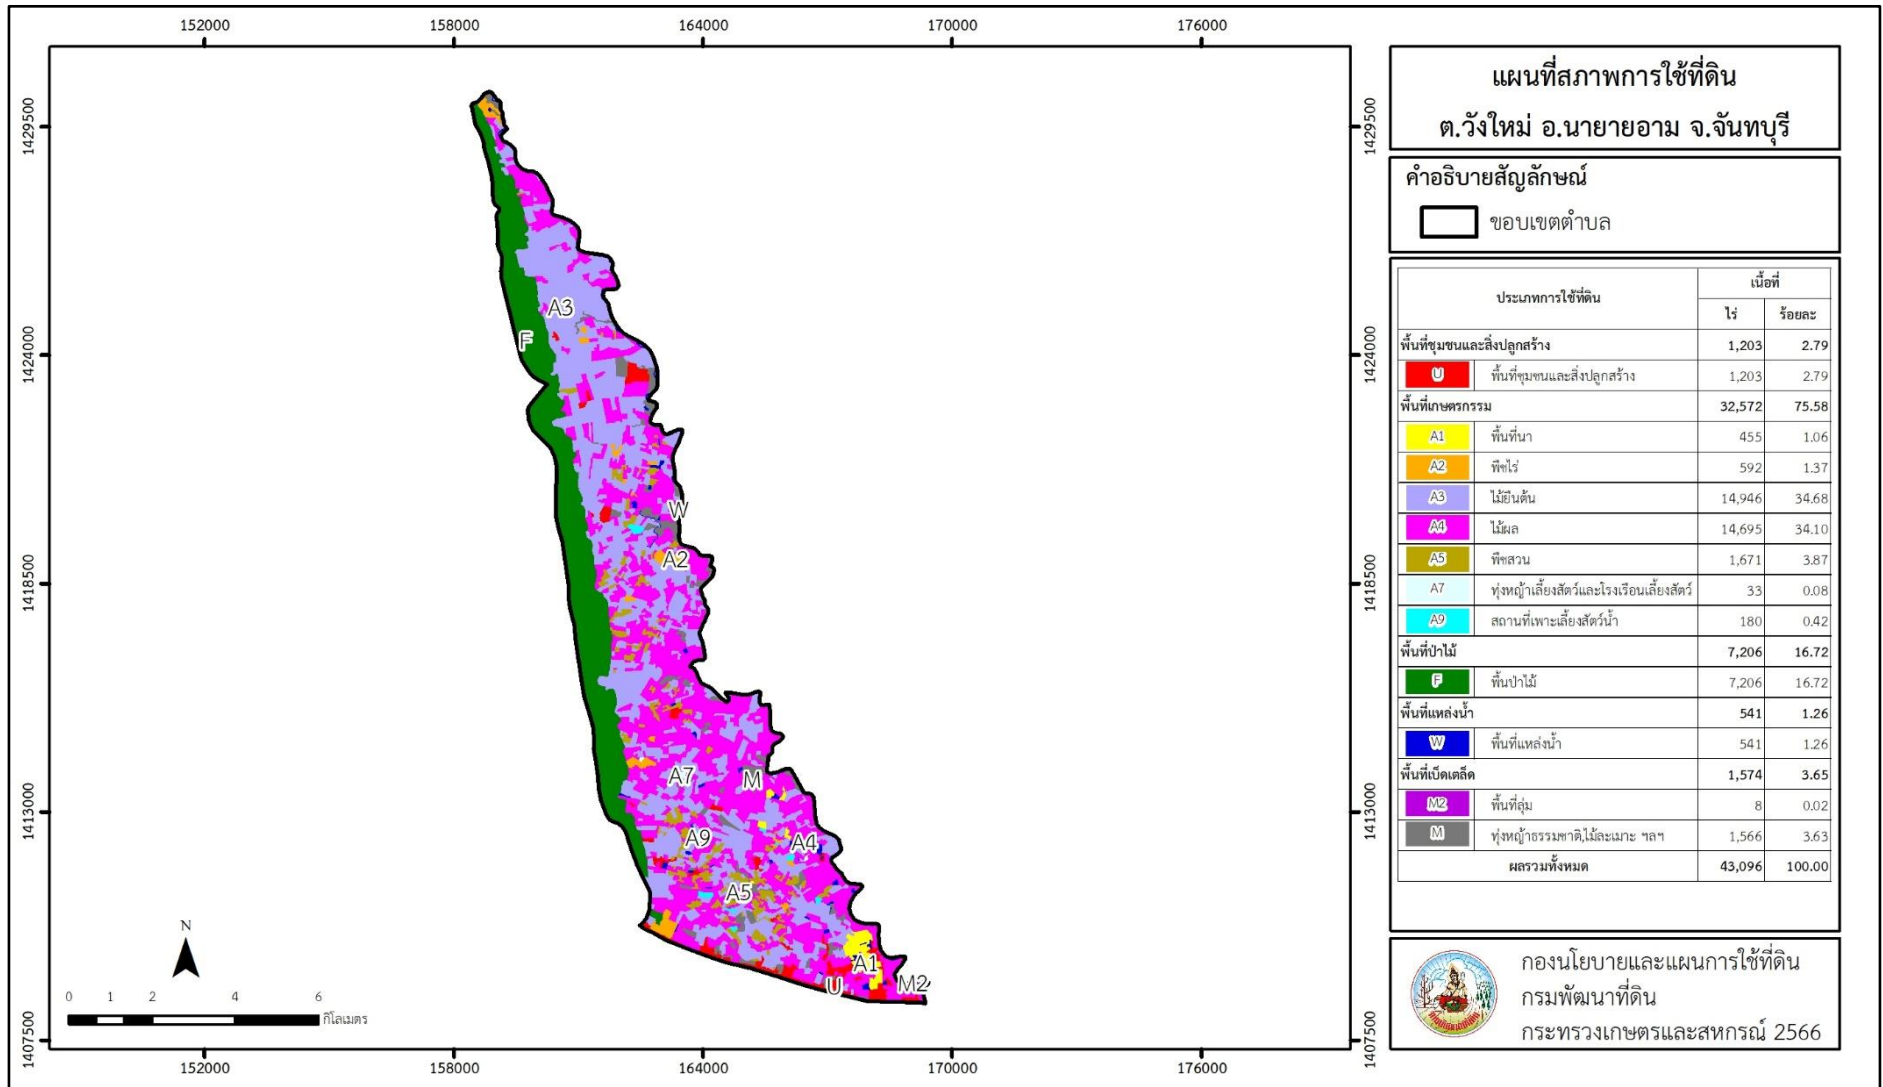 152000 158000 164000 170000 176000
1429500 1429500
1424000 1424000
1418500 1418500
1413000 1413000
1407500 1407500
152000 158000 164000 170000 176000
A3
F
W
A2
A7
M
A9
A4
A5
A1
U
M2
N
0 1 2 4 6
กิโลเมตร
แผนที่สภาพการใช้ที่ดิน
ต.วังใหม่ อ.นายายอาม จ.จันทบุรี
คำอธิบายสัญลักษณ์
ขอบเขตตำบล
ประเภทการใช้ที่ดิน เนื้อที่
ไร่ ร้อยละ
พื้นที่ชุมชนและสิ่งปลูกสร้าง 1,203 2.79
U พื้นที่ชุมชนและสิ่งปลูกสร้าง 1,203 2.79
พื้นที่เกษตรกรรม 32,572 75.58
A1 พื้นที่นา 455 1.06
A2 พืชไร่ 592 1.37
A3 ไม้ยืนต้น 14,946 34.68
A4 ไม้ผล 14,695 34.10
A5 พืชสวน 1,671 3.87
A7 ทุ่งหญ้าเลี้ยงสัตว์และโรงเรือนเลี้ยงสัตว์ 33 0.08
A9 สถานที่เพาะเลี้ยงสัตว์น้ำ 180 0.42
พื้นที่ป่าไม้ 7,206 16.72
F พื้นป่าไม้ 7,206 16.72
พื้นที่แหล่งน้ำ 541 1.26
W พื้นที่แหล่งน้ำ 541 1.26
พื้นที่เบ็ดเตล็ด 1,574 3.65
M2 พื้นที่ลุ่ม 8 0.02
M ทุ่งหญ้าธรรมชาติ,ไม้ละเมาะ ฯลฯ 1,566 3.63
ผลรวมทั้งหมด 43,096 100.00
กรมพัฒนาที่ดิน
กองนโยบายและแผนการใช้ที่ดิน
กรมพัฒนาที่ดิน
กระทรวงเกษตรและสหกรณ์ 2566